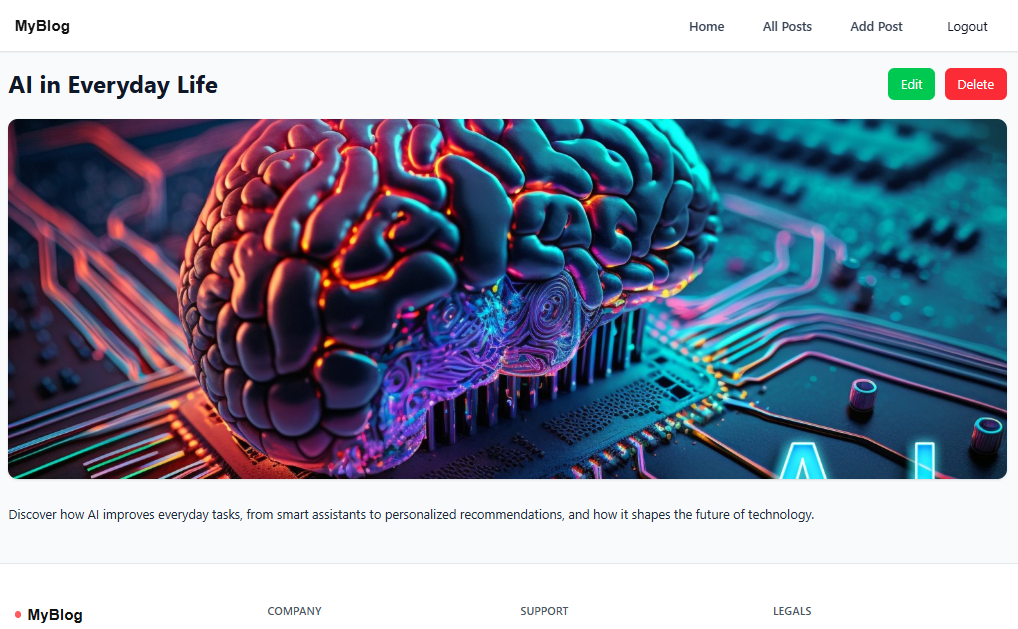 MyBlog Home All Posts Add Post Logout
AI in Everyday Life Edit Delete
A I
Discover how AI improves everyday tasks, from smart assistants to personalized recommendations, and how it shapes the future of technology.
MyBlog COMPANY SUPPORT LEGALS